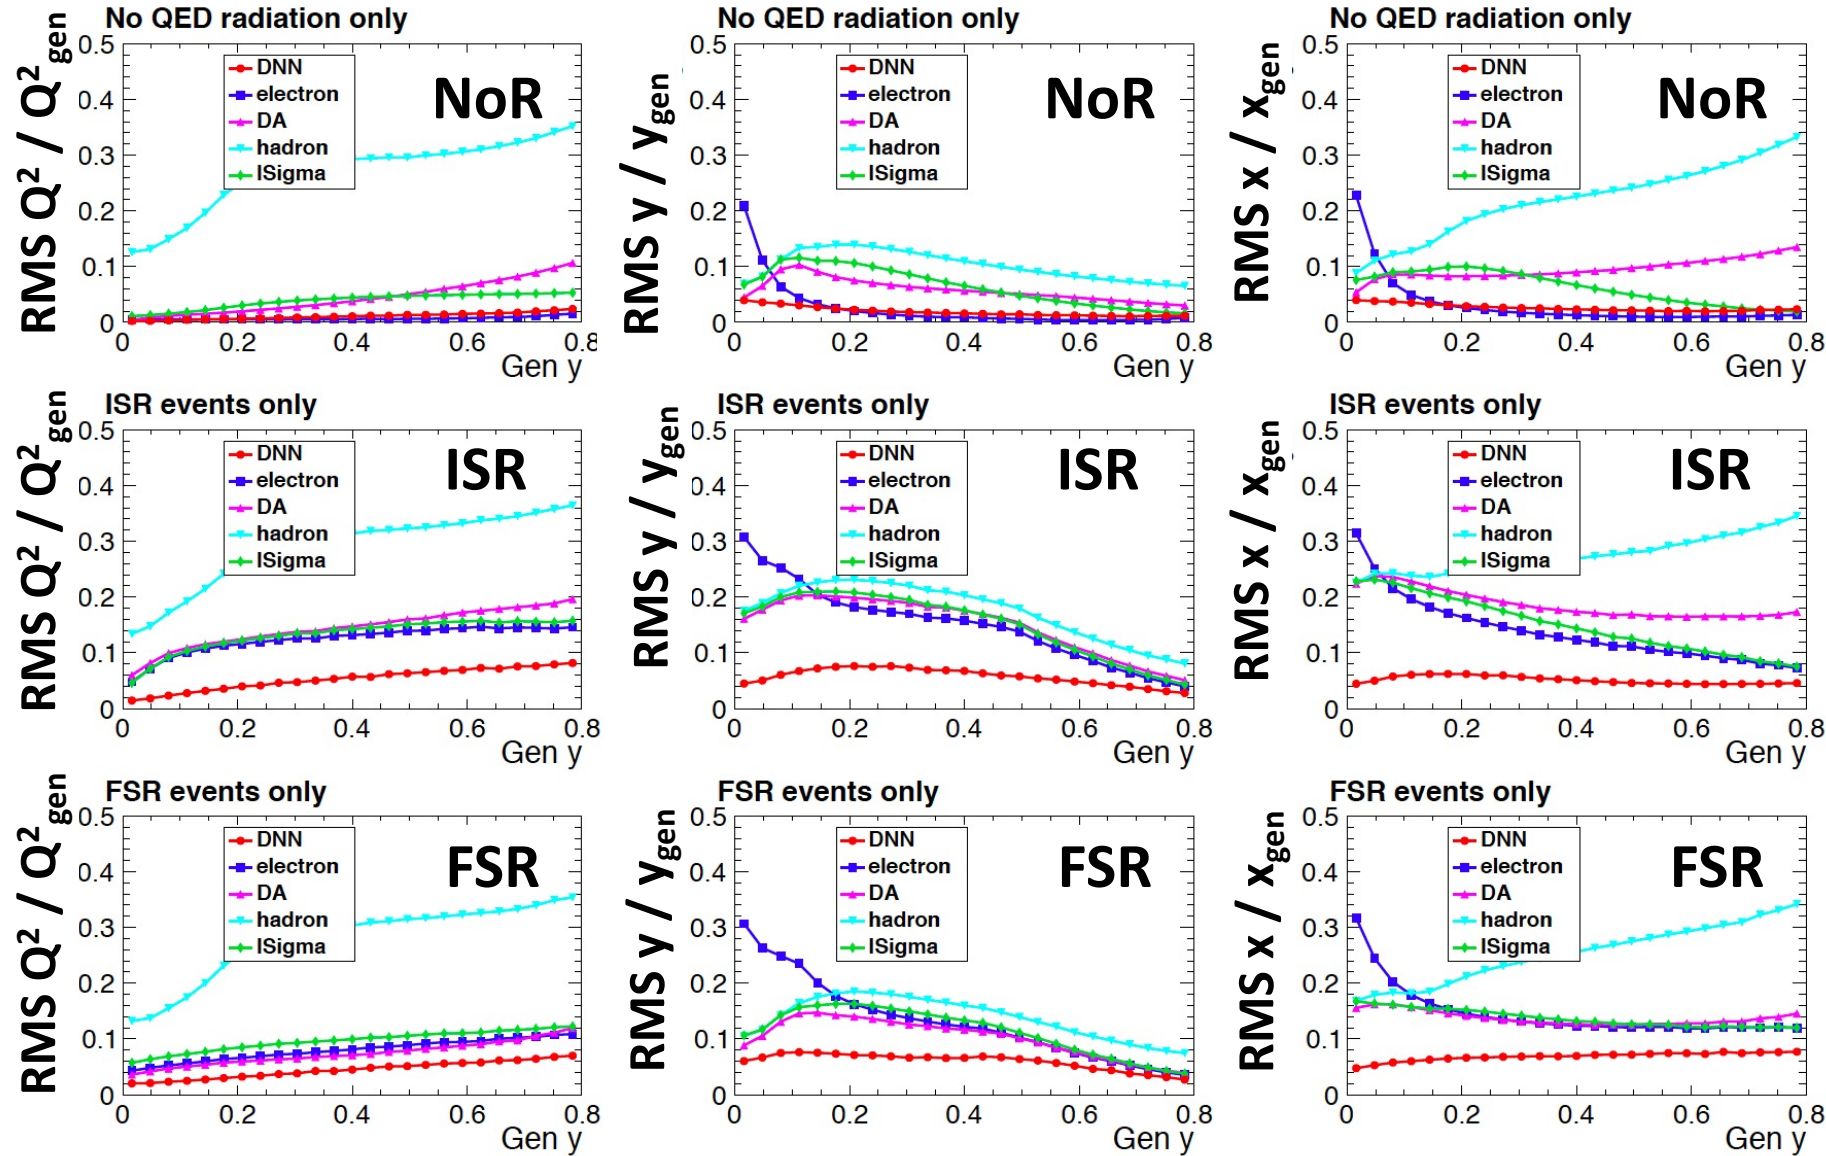 No QED radiation only
RMS Q² / Q²gen
0.5
0.4
0.3
0.2
0.1
0
DNN
electron
DA
hadron
ISigma
NoR
0 0.2 0.4 0.6 0.8
Gen y
No QED radiation only
RMS y / ygen
0.5
0.4
0.3
0.2
0.1
0
DNN
electron
DA
hadron
ISigma
NoR
0 0.2 0.4 0.6 0.8
Gen y
No QED radiation only
RMS x / xgen
0.5
0.4
0.3
0.2
0.1
0
DNN
electron
DA
hadron
ISigma
NoR
0 0.2 0.4 0.6 0.8
Gen y
ISR events only
RMS Q² / Q²gen
0.5
0.4
0.3
0.2
0.1
0
DNN
electron
DA
hadron
ISigma
ISR
0 0.2 0.4 0.6 0.8
Gen y
ISR events only
RMS y / ygen
0.5
0.4
0.3
0.2
0.1
0
DNN
electron
DA
hadron
ISigma
ISR
0 0.2 0.4 0.6 0.8
Gen y
ISR events only
RMS x / xgen
0.5
0.4
0.3
0.2
0.1
0
DNN
electron
DA
hadron
ISigma
ISR
0 0.2 0.4 0.6 0.8
Gen y
FSR events only
RMS Q² / Q²gen
0.5
0.4
0.3
0.2
0.1
0
DNN
electron
DA
hadron
ISigma
FSR
0 0.2 0.4 0.6 0.8
Gen y
FSR events only
RMS y / ygen
0.5
0.4
0.3
0.2
0.1
0
DNN
electron
DA
hadron
ISigma
FSR
0 0.2 0.4 0.6 0.8
Gen y
FSR events only
RMS x / xgen
0.5
0.4
0.3
0.2
0.1
0
DNN
electron
DA
hadron
ISigma
FSR
0 0.2 0.4 0.6 0.8
Gen y